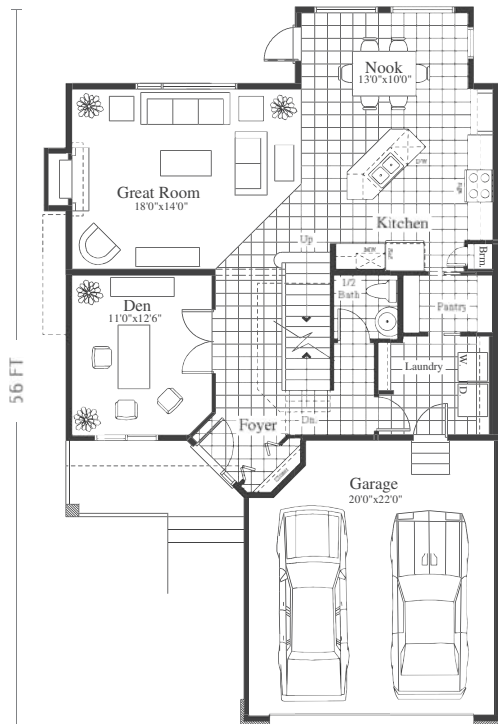 Nook
13'0"x10'0"
DW
Great Room
18'0"x14'0"
Kitchen
Up
Brm
1/2
Bath
Pantry
Den
11'0"x12'6"
Laundry
W
D
56 FT
Foyer
Dn.
Garage
20'0"x22'0"